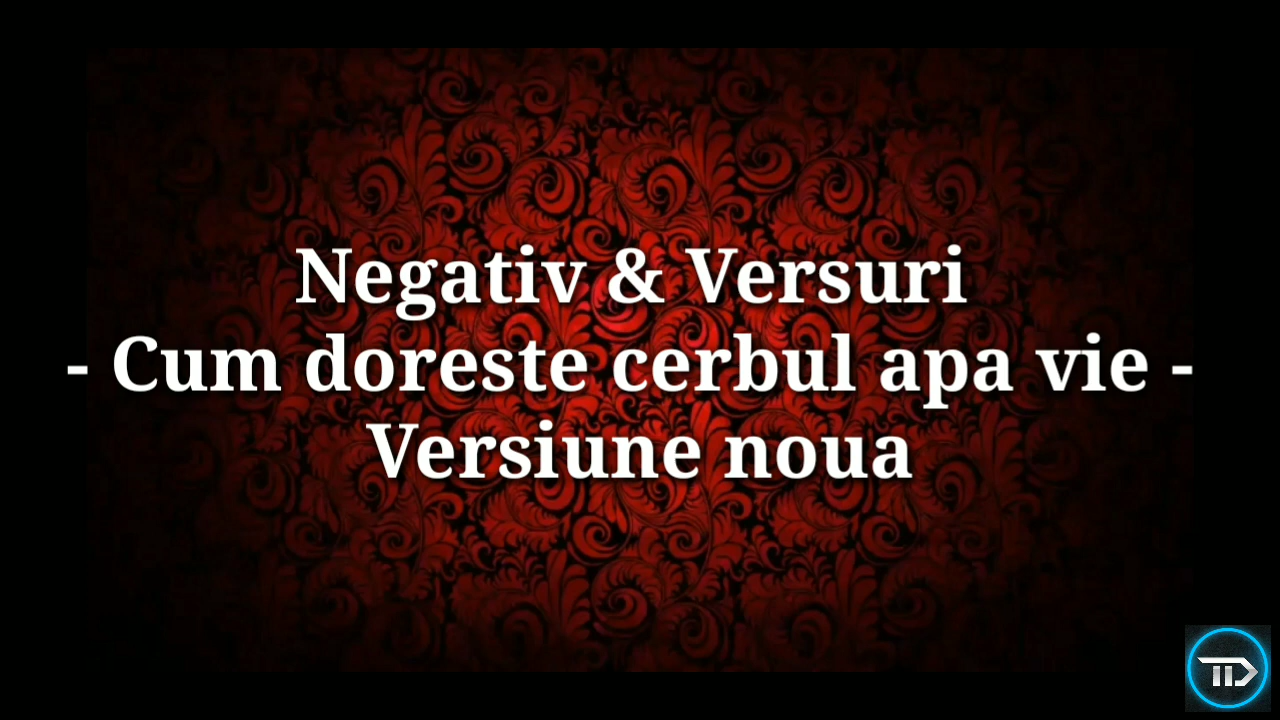 Negativ & Versuri
- Cum doreste cerbul apa vie -
Versiune noua